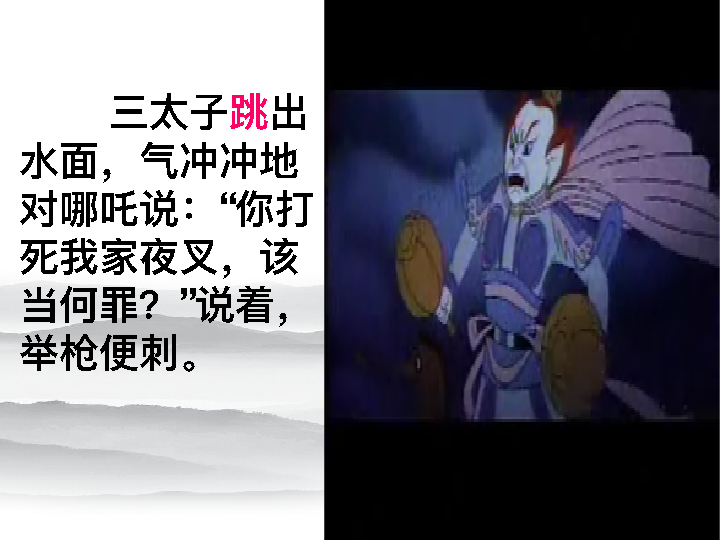 三太子跳出
水面，气冲冲地
对哪吒说：“你打
死我家夜叉，该
当何罪？”说着，
举枪便刺。